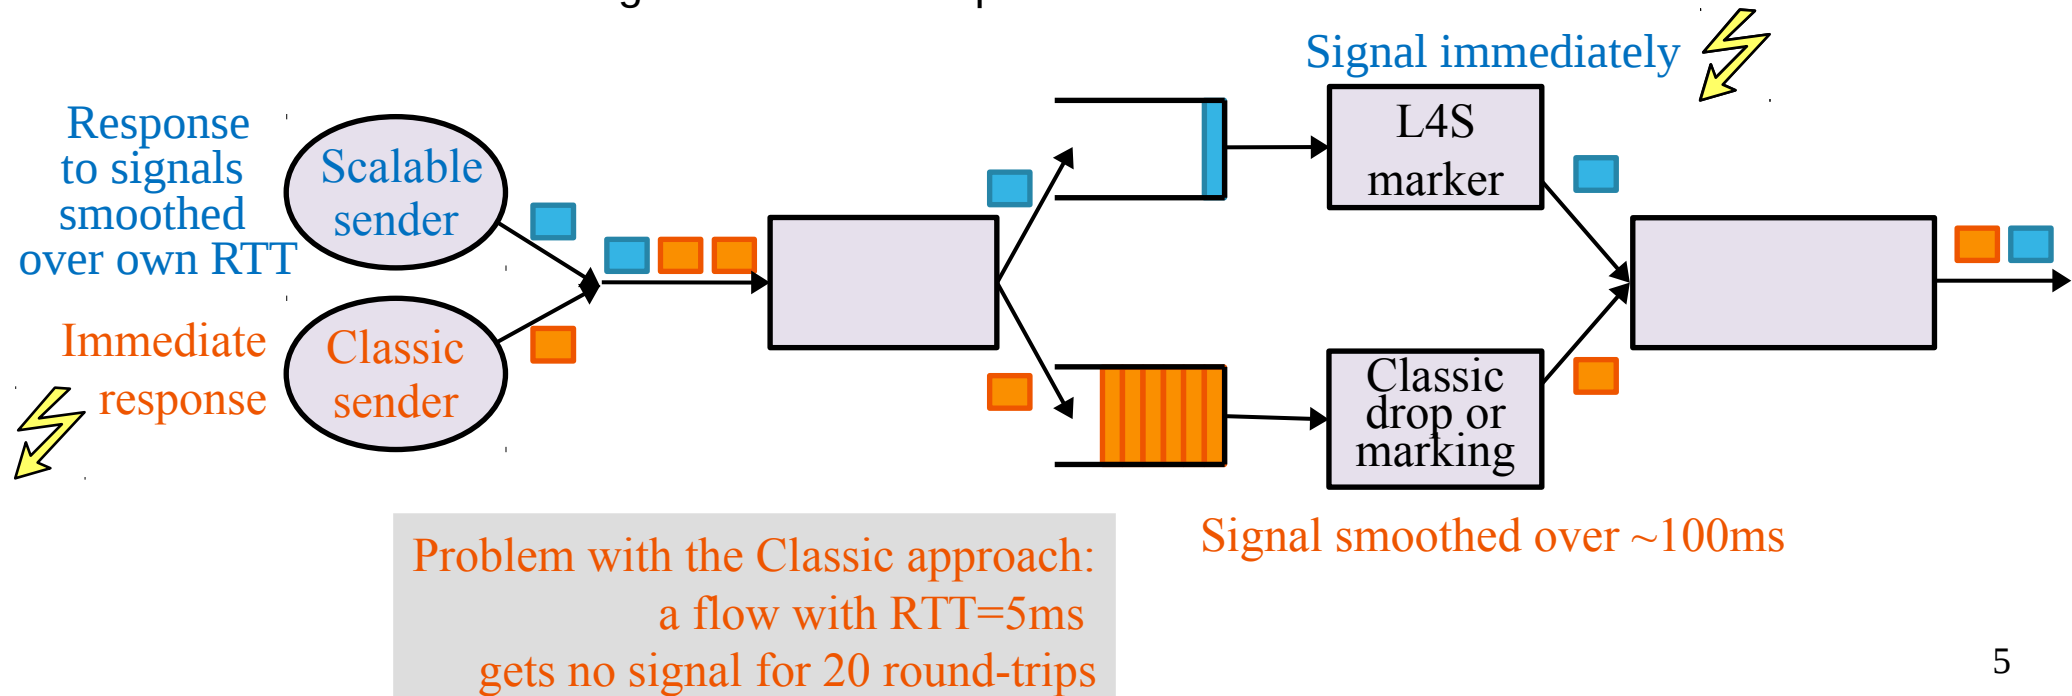 Signal immediately
Response
to signals
smoothed
over own RTT
Scalable
sender
L4S
marker
Immediate
response
Classic
sender
Classic
drop or
marking
Signal smoothed over ~100ms
Problem with the Classic approach:
a flow with RTT=5ms
gets no signal for 20 round-trips
5